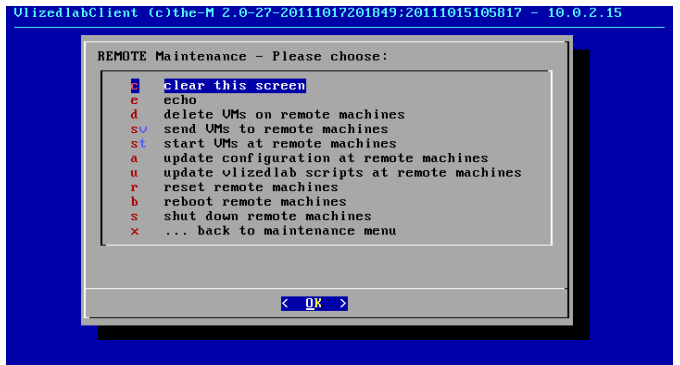 VlizedlabClient (c)the-M 2.0-27-20111017201849;20111015105817 - 10.0.2.15
REMOTE Maintenance - Please choose:
c clear this screen
e echo
d delete VMs on remote machines
sv send VMs to remote machines
st start VMs at remote machines
a update configuration at remote machines
u update vlizedlab scripts at remote machines
r reset remote machines
b reboot remote machines
s shut down remote machines
x ... back to maintenance menu
< OK >